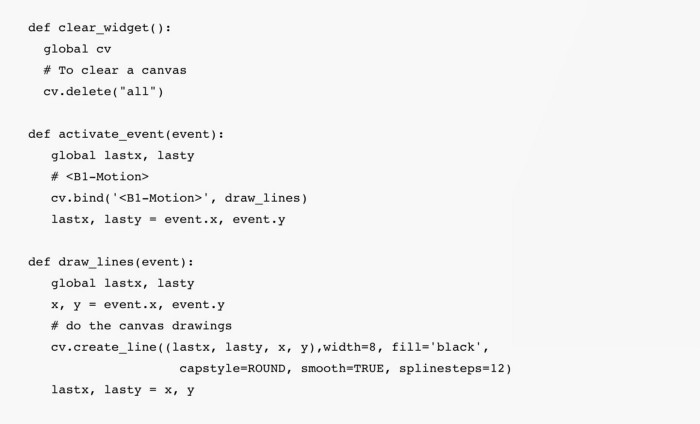 def clear_widget():
  global cv
  # To clear a canvas
  cv.delete("all")

def activate_event(event):
   global lastx, lasty
   # <B1-Motion>
   cv.bind('<B1-Motion>', draw_lines)
   lastx, lasty = event.x, event.y

def draw_lines(event):
   global lastx, lasty
   x, y = event.x, event.y
   # do the canvas drawings
   cv.create_line((lastx, lasty, x, y),width=8, fill='black',
                    capstyle=ROUND, smooth=TRUE, splinesteps=12)
   lastx, lasty = x, y